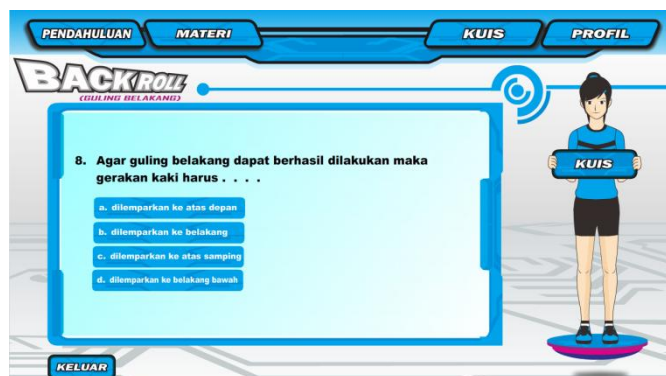 PENDAHULUAN
MATERI
KUIS
PROFIL
BACK ROLL
(GULING BELAKANG)
8. Agar guling belakang dapat berhasil dilakukan maka
gerakan kaki harus . . . .
a. dilemparkan ke atas depan
b. dilemparkan ke belakang
c. dilemparkan ke atas samping
d. dilemparkan ke belakang bawah
KUIS
KELUAR